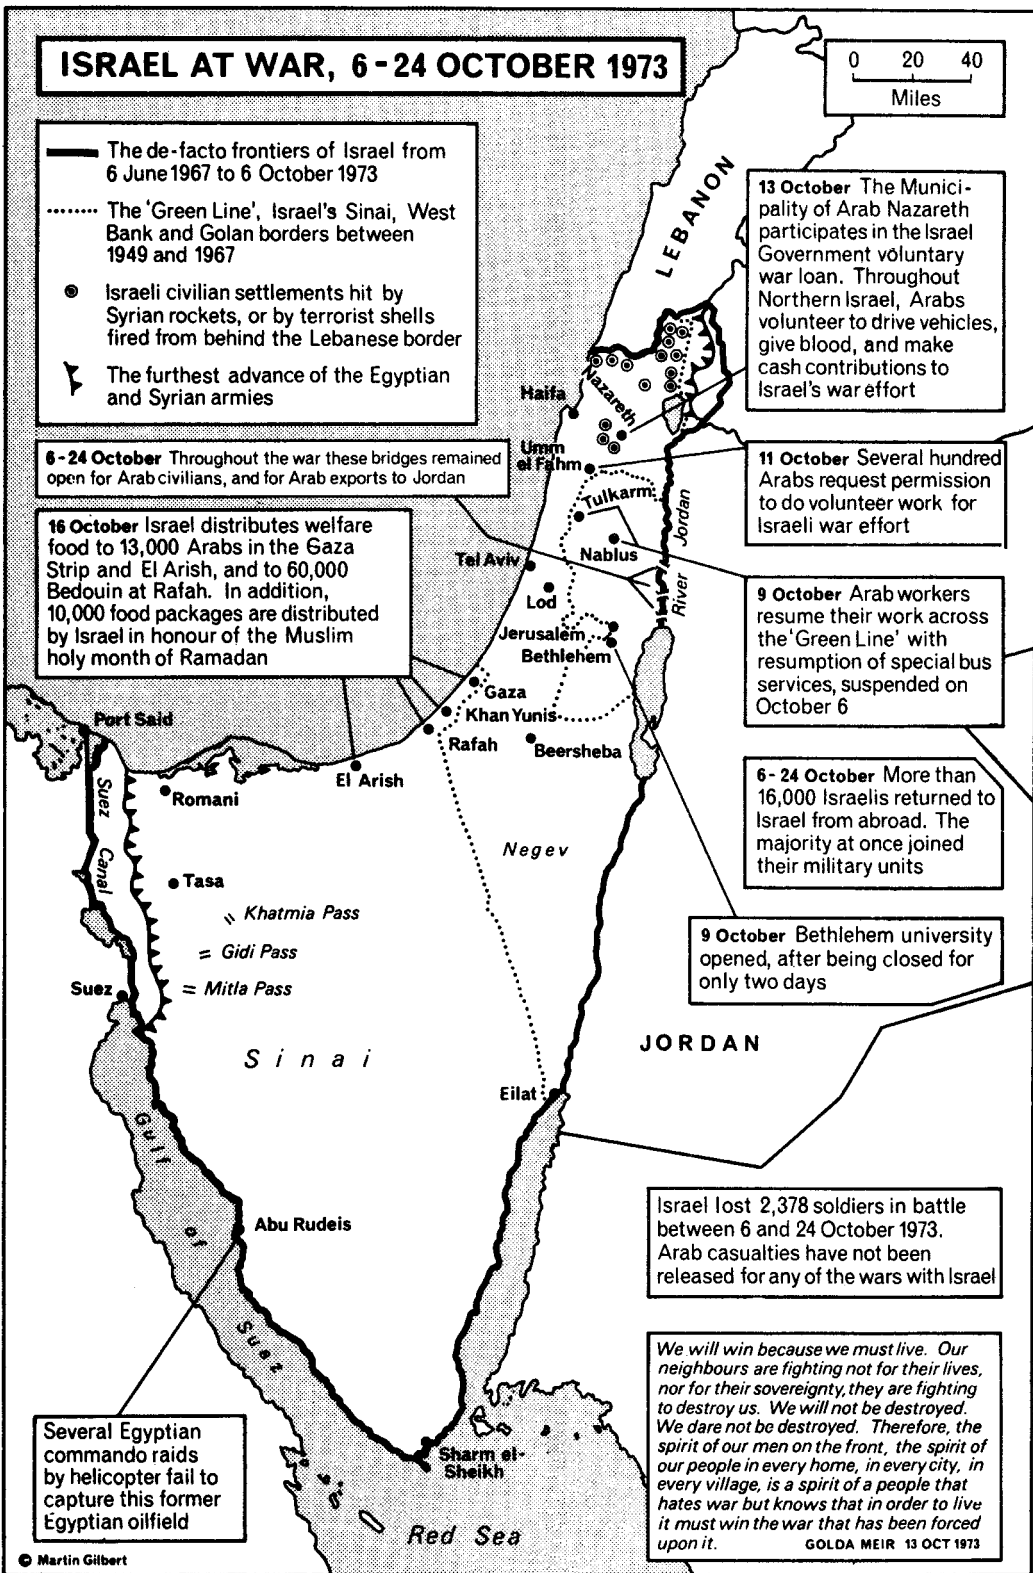 ISRAEL AT WAR, 6-24 OCTOBER 1973
0 20 40
Miles
The de-facto frontiers of Israel from
6 June 1967 to 6 October 1973
The 'Green Line', Israel's Sinai, West
Bank and Golan borders between
1949 and 1967
Israeli civilian settlements hit by
Syrian rockets, or by terrorist shells
fired from behind the Lebanese border
The furthest advance of the Egyptian
and Syrian armies
LEBANON
13 October The Munici-
pality of Arab Nazareth
participates in the Israel
Government voluntary
war loan. Throughout
Northern Israel, Arabs
volunteer to drive vehicles,
give blood, and make
cash contributions to
Israel's war effort
Haifa
Nazareth
Umm
el Fahm
6-24 October Throughout the war these bridges remained
open for Arab civilians, and for Arab exports to Jordan
11 October Several hundred
Arabs request permission
to do volunteer work for
Israeli war effort
16 October Israel distributes welfare
food to 13,000 Arabs in the Gaza
Strip and El Arish, and to 60,000
Bedouin at Rafah. In addition,
10,000 food packages are distributed
by Israel in honour of the Muslim
holy month of Ramadan
Tulkarm
Nablus
Tel Aviv
Lod
Jerusalem
Bethlehem
River Jordan
9 October Arab workers
resume their work across
the 'Green Line' with
resumption of special bus
services, suspended on
October 6
Gaza
Khan Yunis
Rafah
Beersheba
El Arish
Port Said
Romani
Suez Canal
Negev
6-24 October More than
16,000 Israelis returned to
Israel from abroad. The
majority at once joined
their military units
Tasa
Khatmia Pass
Gidi Pass
Mitla Pass
Suez
9 October Bethlehem university
opened, after being closed for
only two days
JORDAN
Sinai
Eilat
Gulf of Suez
Abu Rudeis
Israel lost 2,378 soldiers in battle
between 6 and 24 October 1973.
Arab casualties have not been
released for any of the wars with Israel
We will win because we must live. Our
neighbours are fighting not for their lives,
nor for their sovereignty, they are fighting
to destroy us. We will not be destroyed.
We dare not be destroyed. Therefore, the
spirit of our men on the front, the spirit of
our people in every home, in every city, in
every village, is a spirit of a people that
hates war but knows that in order to live
it must win the war that has been forced
upon it. GOLDA MEIR 13 OCT 1973
Several Egyptian
commando raids
by helicopter fail to
capture this former
Egyptian oilfield
Sharm el-
Sheikh
Red Sea
© Martin Gilbert